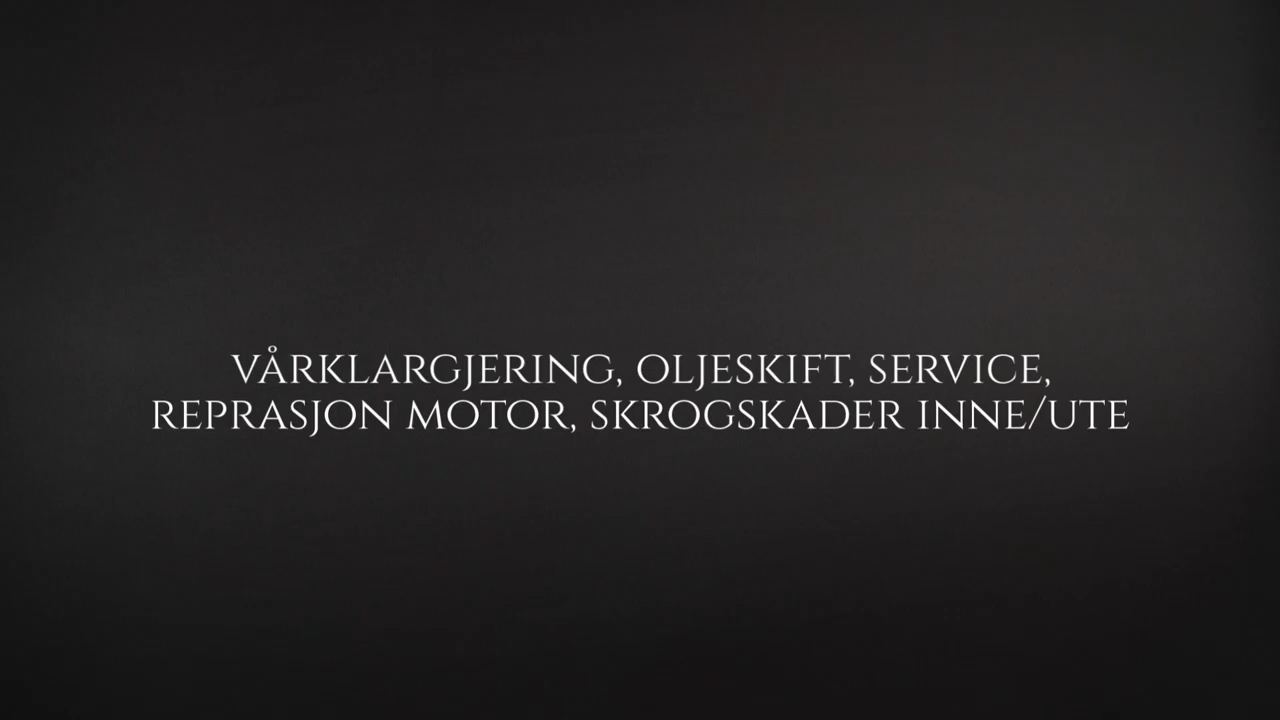 VÅRKLARGJERING, OLJESKIFT, SERVICE,
REPRASJON MOTOR, SKROGSKADER INNE/UTE